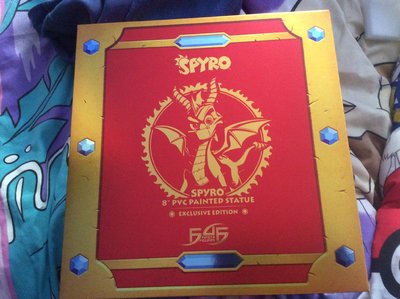 SPYRO
SPYRO
8" PVC PAINTED STATUE
EXCLUSIVE EDITION
F4F